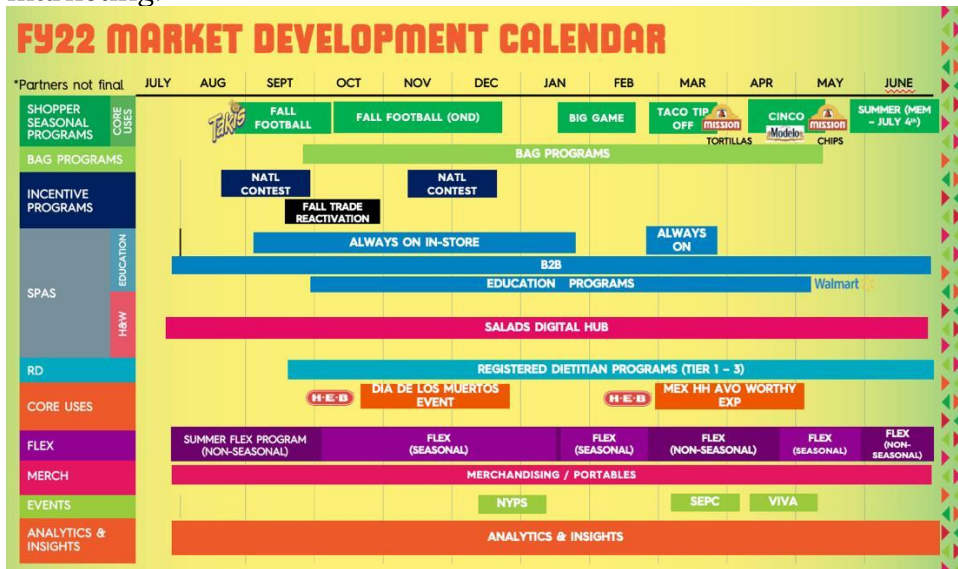 FY22 MARKET DEVELOPMENT CALENDAR
*Partners not final JULY AUG SEPT OCT NOV DEC JAN FEB MAR APR MAY JUNE
SHOPPER
SEASONAL
PROGRAMS
CORE
USES
Takis
FALL
FOOTBALL
FALL FOOTBALL (OND)
BIG GAME
TACO TIP
OFF
MISSION
TORTILLAS
CINCO
Modelo
MISSION
CHIPS
SUMMER (MEM
– JULY 4th)
BAG PROGRAMS
BAG PROGRAMS
INCENTIVE
PROGRAMS
NATL
CONTEST
NATL
CONTEST
FALL TRADE
REACTIVATION
SPAS
EDUCATION
ALWAYS ON IN-STORE
ALWAYS
ON
B2B
EDUCATION PROGRAMS
Walmart
H&W
SALADS DIGITAL HUB
RD
REGISTERED DIETITIAN PROGRAMS (TIER 1 – 3)
CORE USES
H-E-B
DIA DE LOS MUERTOS
EVENT
H-E-B
MEX HH AVO WORTHY
EXP
FLEX
SUMMER FLEX PROGRAM
(NON-SEASONAL)
FLEX
(SEASONAL)
FLEX
(SEASONAL)
FLEX
(NON-SEASONAL)
FLEX
(SEASONAL)
FLEX
(NON-
SEASONAL)
MERCH
MERCHANDISING / PORTABLES
EVENTS
NYPS
SEPC
VIVA
ANALYTICS &
INSIGHTS
ANALYTICS & INSIGHTS